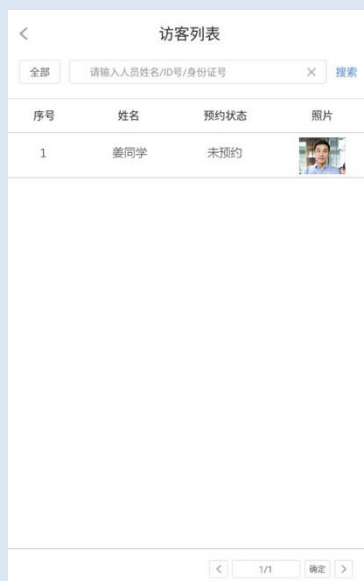 访客列表
全部 请输入人员姓名/ID号/身份证号 搜索
序号 姓名 预约状态 照片
1 姜同学 未预约
1/1 确定